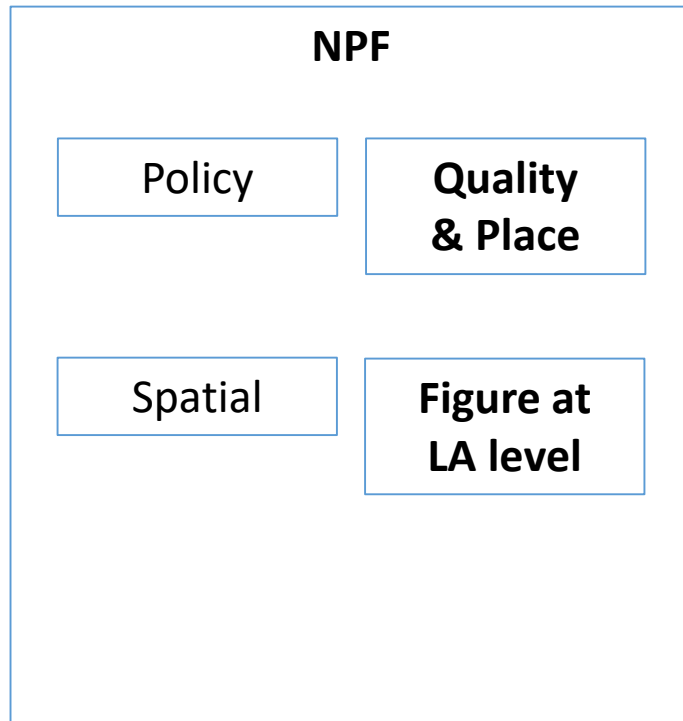 NPF
Policy
Quality
& Place
Spatial
Figure at
LA level